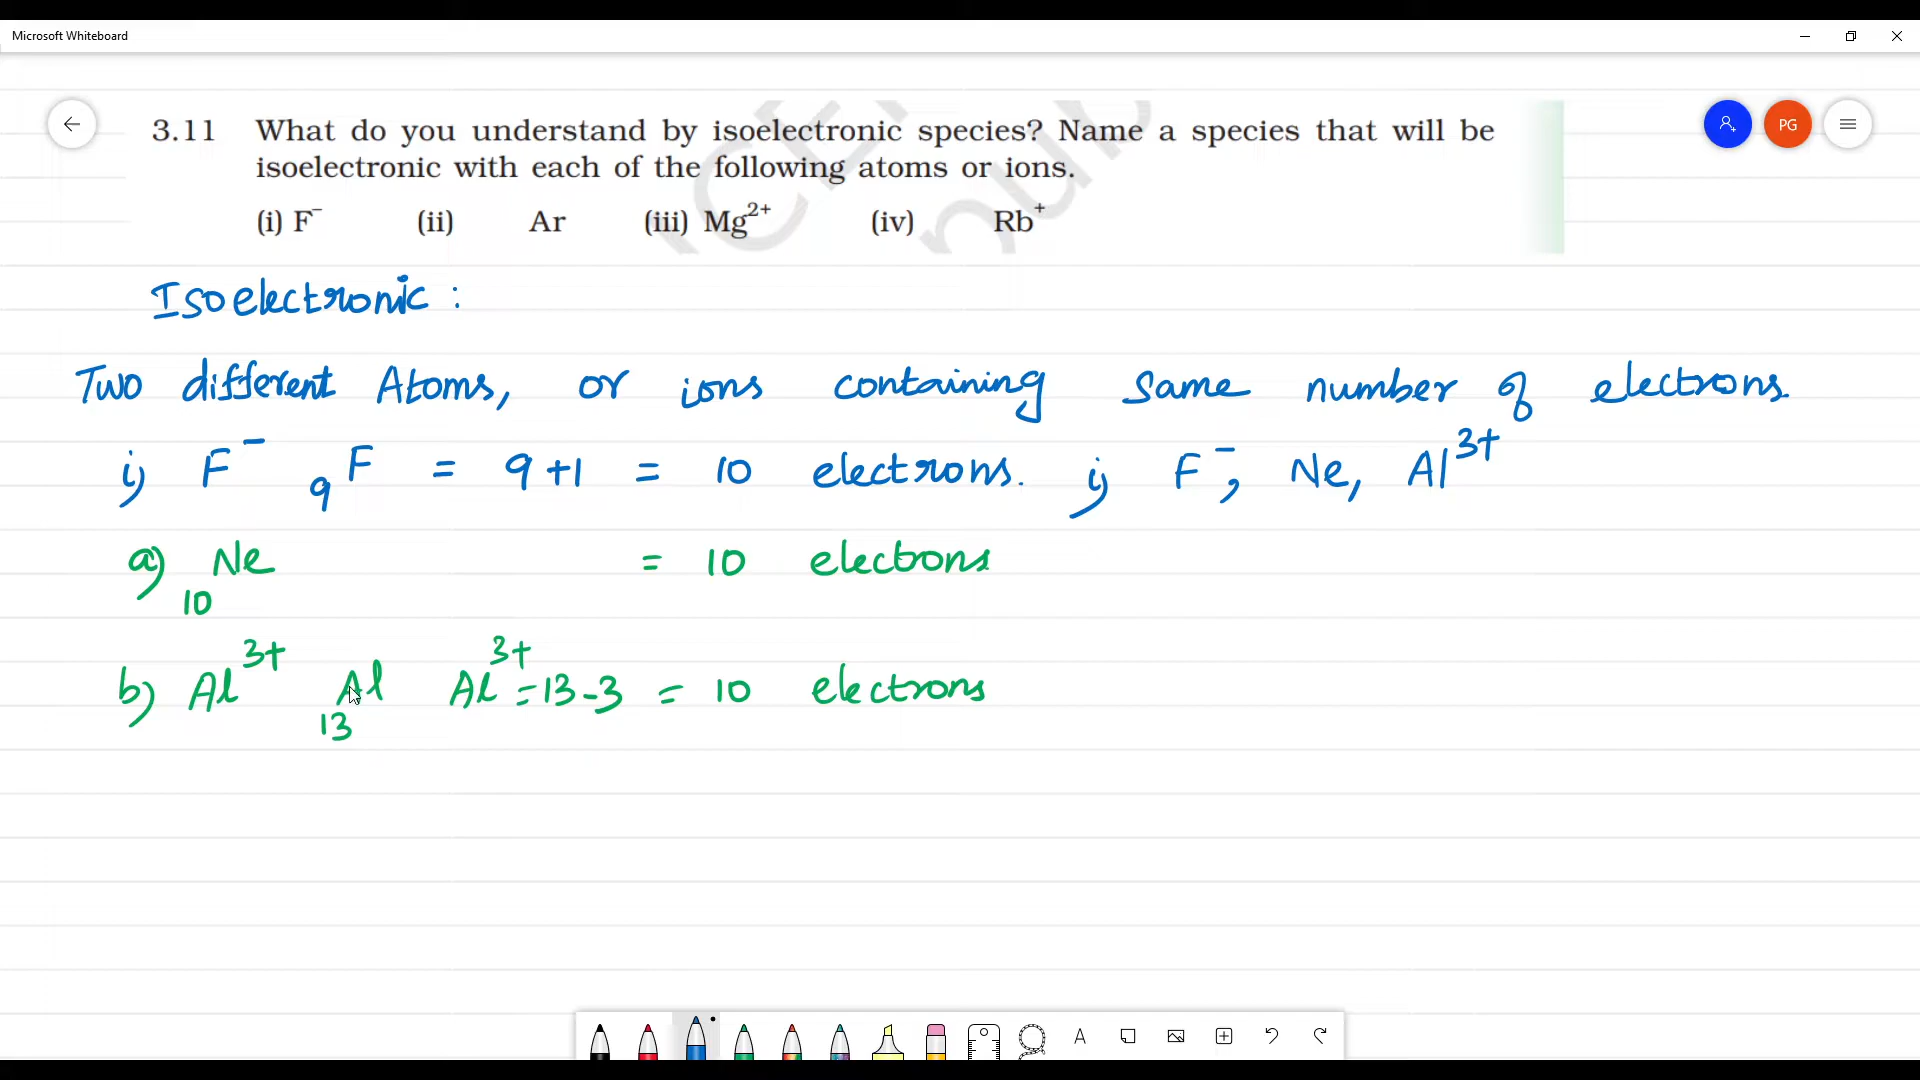 Microsoft Whiteboard
3.11 What do you understand by isoelectronic species? Name a species that will be
isoelectronic with each of the following atoms or ions.
(i) F⁻ (ii) Ar (iii) Mg²⁺ (iv) Rb⁺
PG
Isoelectronic :
Two different Atoms, or ions containing same number of electrons.
i) F⁻ ₉F = 9+1 = 10 electrons. i) F⁻, Ne, Al³⁺
a) ₁₀Ne = 10 electrons
b) Al³⁺ ₁₃Al Al³⁺ = 13-3 = 10 electrons
A